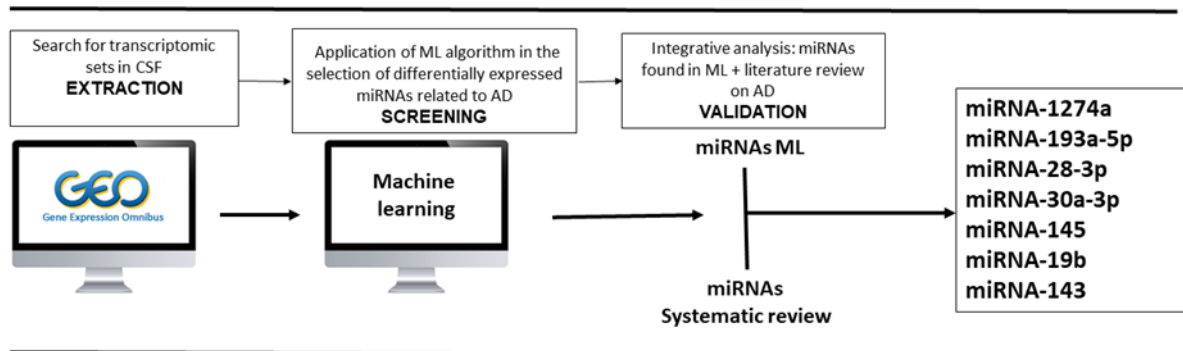 Search for transcriptomic
sets in CSF
EXTRACTION
Application of ML algorithm in the
selection of differentially expressed
miRNAs related to AD
SCREENING
Integrative analysis: miRNAs
found in ML + literature review
on AD
VALIDATION
GEO
Gene Expression Omnibus
Machine
learning
miRNAs ML
miRNAs
Systematic review
miRNA-1274a
miRNA-193a-5p
miRNA-28-3p
miRNA-30a-3p
miRNA-145
miRNA-19b
miRNA-143